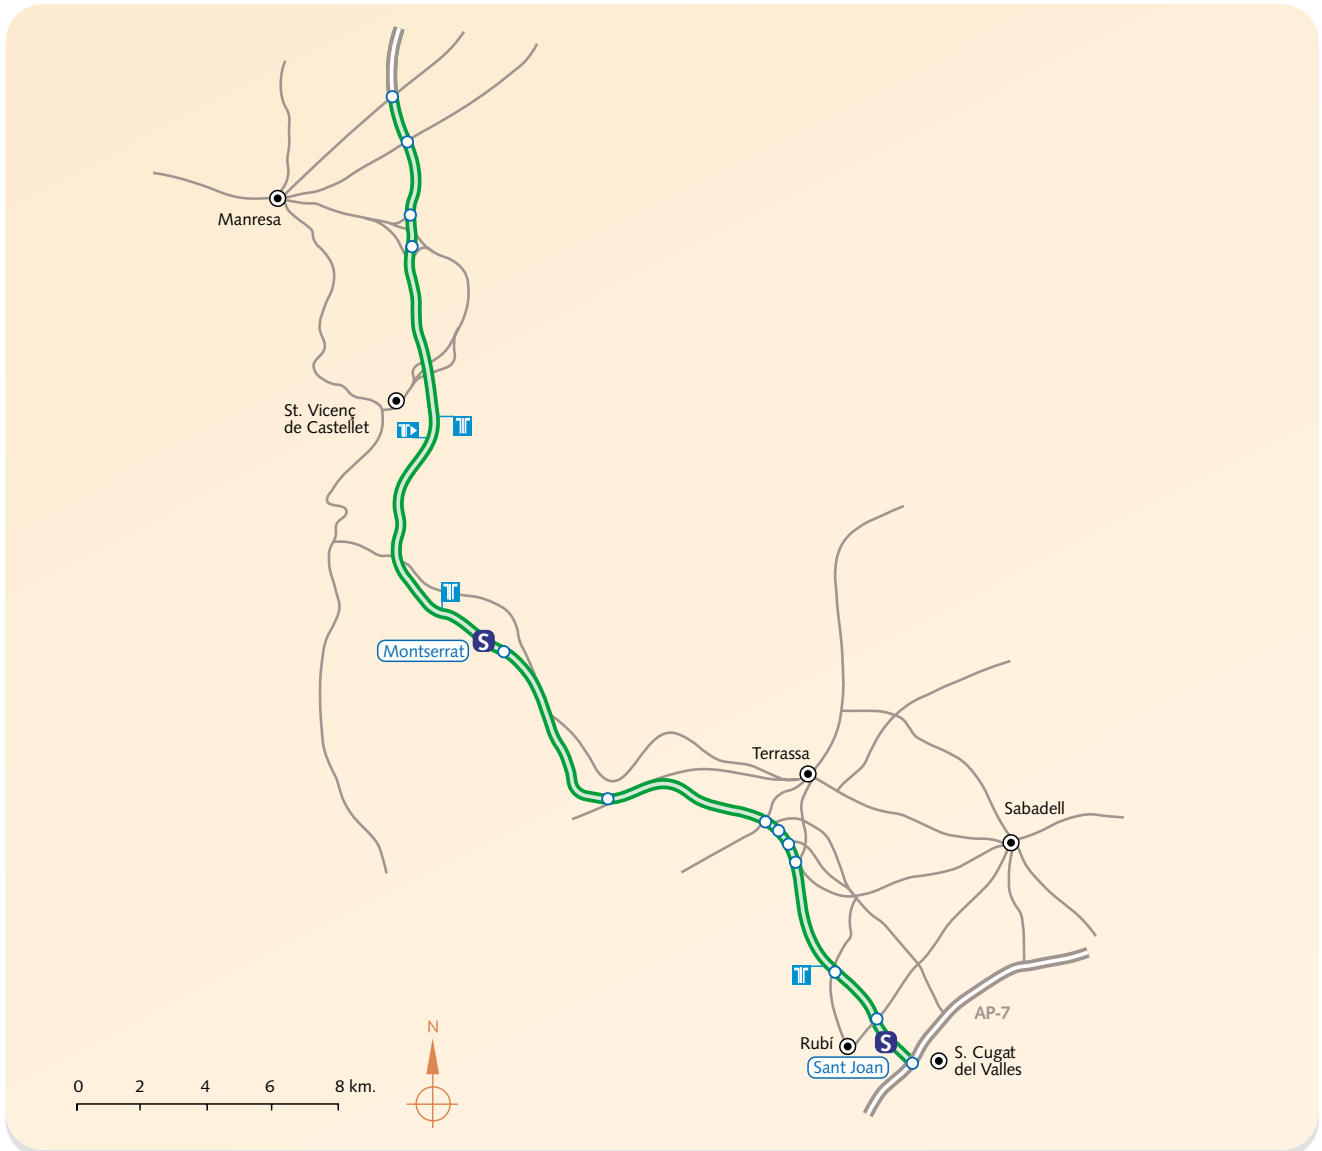 Manresa
St. Vicenç
de Castellet
S
Montserrat
Terrassa
Sabadell
AP-7
Rubí
S
Sant Joan
S. Cugat
del Valles
N
0 2 4 6 8 km.